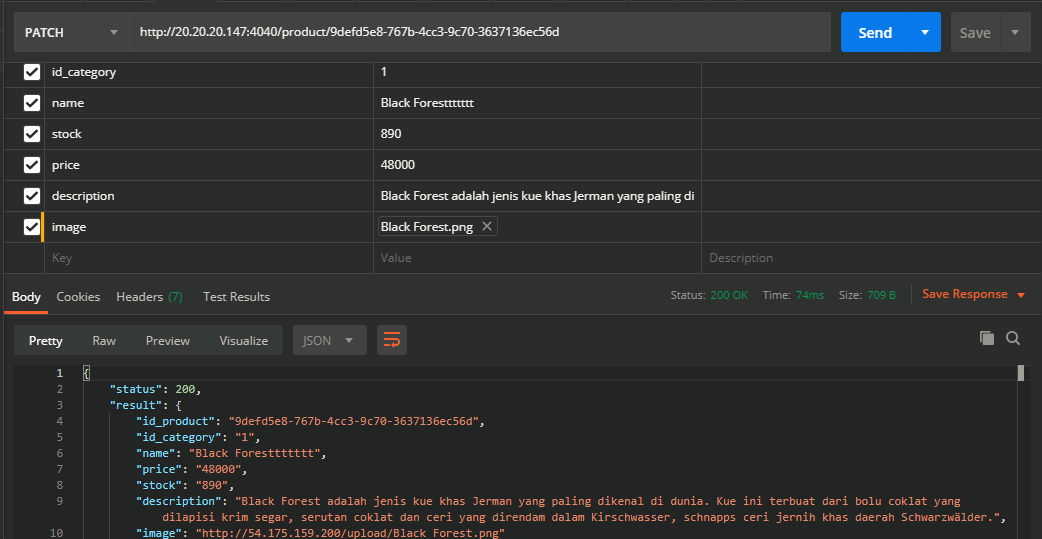 PATCH http://20.20.20.147:4040/product/9defd5e8-767b-4cc3-9c70-3637136ec56d Send Save
id_category 1
name Black Foresttttttt
stock 890
price 48000
description Black Forest adalah jenis kue khas Jerman yang paling di
image Black Forest.png
Key Value Description
Body Cookies Headers (7) Test Results Status: 200 OK Time: 74ms Size: 709 B Save Response
Pretty Raw Preview Visualize JSON
1 {
2 "status": 200,
3 "result": {
4 "id_product": "9defd5e8-767b-4cc3-9c70-3637136ec56d",
5 "id_category": "1",
6 "name": "Black Foresttttttt",
7 "price": "48000",
8 "stock": "890",
9 "description": "Black Forest adalah jenis kue khas Jerman yang paling dikenal di dunia. Kue ini terbuat dari bolu coklat yang
dilapisi krim segar, serutan coklat dan ceri yang direndam dalam Kirschwasser, schnapps ceri jernih khas daerah Schwarzwälder.",
10 "image": "http://54.175.159.200/upload/Black Forest.png"